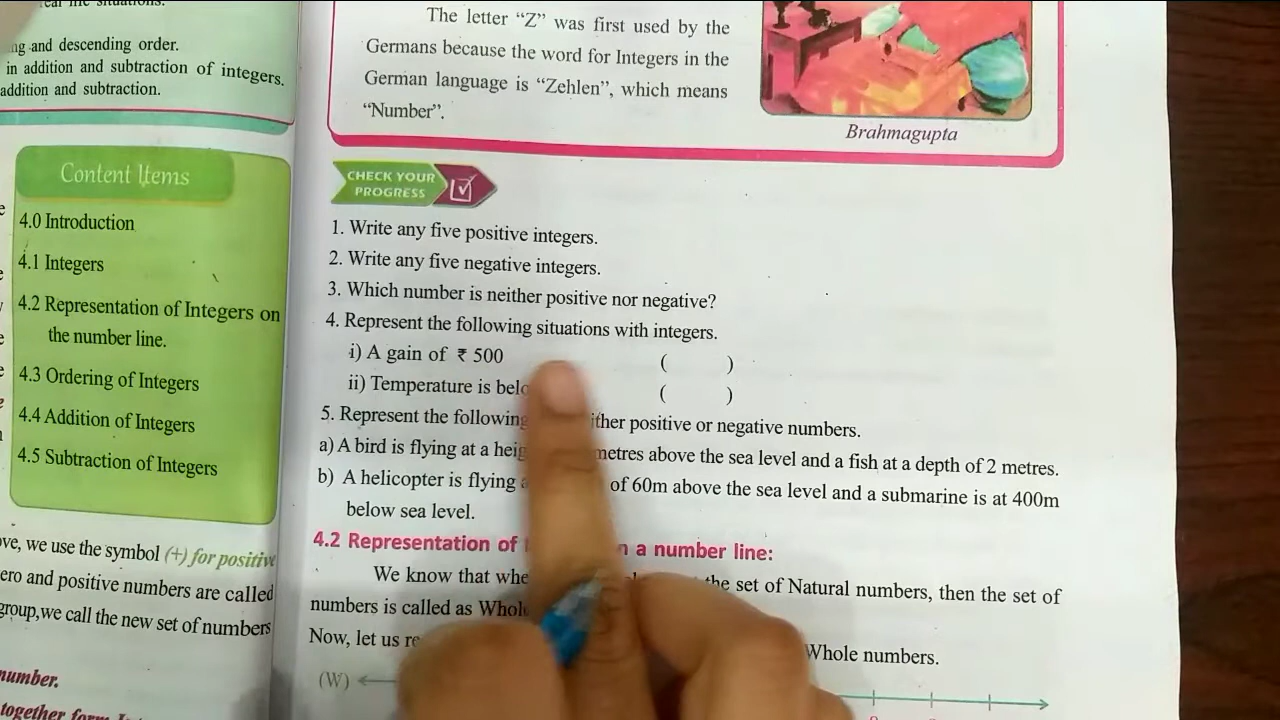 real life situations.
and descending order.
in addition and subtraction of integers.
addition and subtraction.
Content Items
4.0 Introduction
4.1 Integers
4.2 Representation of Integers on
the number line.
4.3 Ordering of Integers
4.4 Addition of Integers
4.5 Subtraction of Integers
we use the symbol (+) for positive
and positive numbers are called
group,we call the new set of numbers
number.
together form
The letter “Z” was first used by the
Germans because the word for Integers in the
German language is “Zehlen”, which means
“Number”.
Brahmagupta
CHECK YOUR
PROGRESS
1. Write any five positive integers.
2. Write any five negative integers.
3. Which number is neither positive nor negative?
4. Represent the following situations with integers.
i) A gain of ₹ 500 ( )
ii) Temperature is ( )
5. Represent the following positive or negative numbers.
a) A bird is flying at a metres above the sea level and a fish at a depth of 2 metres.
b) A helicopter is flying of 60m above the sea level and a submarine is at 400m
below sea level.
4.2 Representation of a number line:
We know that the set of Natural numbers, then the set of
numbers is called as
Now, let us Whole numbers.
(W)